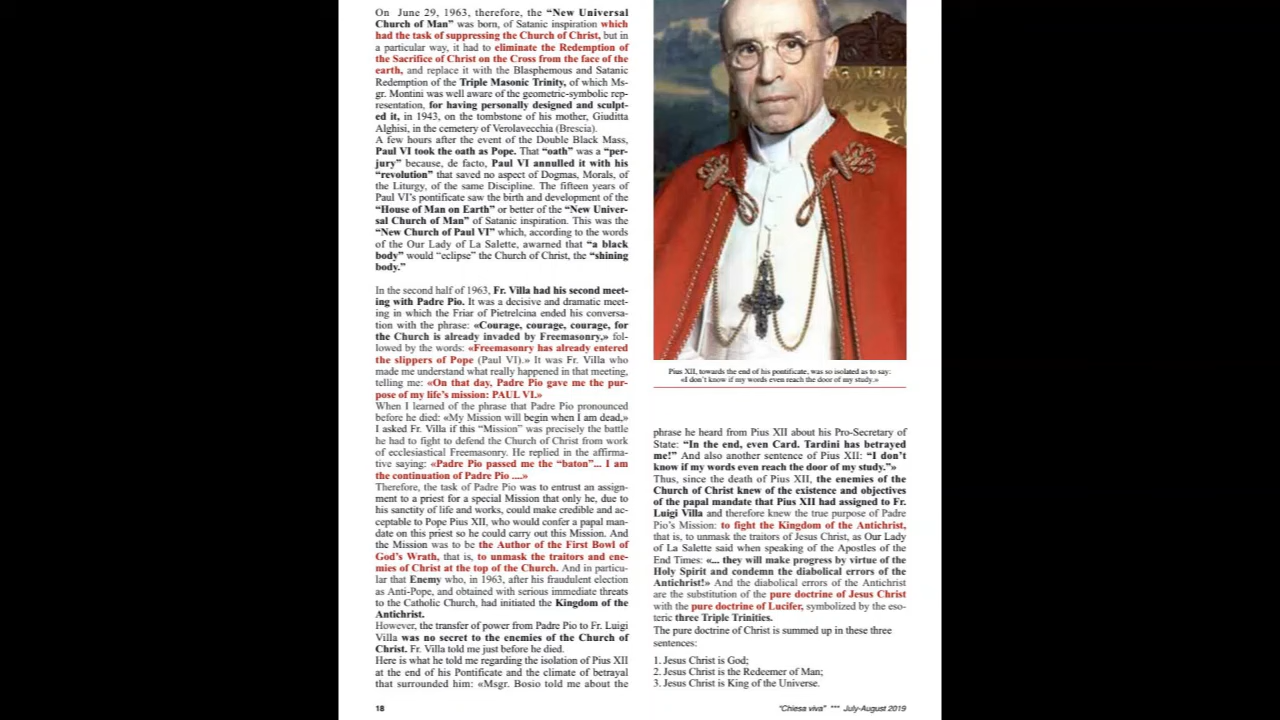 On June 29, 1963, therefore, the “New Universal
Church of Man” was born, of Satanic inspiration which
had the task of suppressing the Church of Christ, but in
a particular way, it had to eliminate the Redemption of
the Sacrifice of Christ on the Cross from the face of the
earth, and replace it with the Blasphemous and Satanic
Redemption of the Triple Masonic Trinity, of which Ms-
gr. Montini was well aware of the geometric-symbolic rep-
resentation, for having personally designed and sculpt-
ed it, in 1943, on the tombstone of his mother, Giuditta
Alghisi, in the cemetery of Verolavecchia (Brescia).
A few hours after the event of the Double Black Mass,
Paul VI took the oath as Pope. That “oath” was a “per-
jury” because, de facto, Paul VI annulled it with his
“revolution” that saved no aspect of Dogmas, Morals, of
the Liturgy, of the same Discipline. The fifteen years of
Paul VI’s pontificate saw the birth and development of the
“House of Man on Earth” or better of the “New Univer-
sal Church of Man” of Satanic inspiration. This was the
“New Church of Paul VI” which, according to the words
of the Our Lady of La Salette, awarned that “a black
body” would “eclipse” the Church of Christ, the “shining
body.”
In the second half of 1963, Fr. Villa had his second meet-
ing with Padre Pio. It was a decisive and dramatic meet-
ing in which the Friar of Pietrelcina ended his conversa-
tion with the phrase: «Courage, courage, courage, for
the Church is already invaded by Freemasonry,» fol-
lowed by the words: «Freemasonry has already entered
the slippers of Pope (Paul VI).» It was Fr. Villa who
made me understand what really happened in that meeting,
telling me: «On that day, Padre Pio gave me the pur-
pose of my life’s mission: PAUL VI.»
When I learned of the phrase that Padre Pio pronounced
before he died: «My Mission will begin when I am dead,»
I asked Fr. Villa if this “Mission” was precisely the battle
he had to fight to defend the Church of Christ from work
of ecclesiastical Freemasonry. He replied in the affirma-
tive saying: «Padre Pio passed me the “baton”... I am
the continuation of Padre Pio ....»
Therefore, the task of Padre Pio was to entrust an assign-
ment to a priest for a special Mission that only he, due to
his sanctity of life and works, could make credible and ac-
ceptable to Pope Pius XII, who would confer a papal man-
date on this priest so he could carry out this Mission. And
the Mission was to be the Author of the First Bowl of
God’s Wrath, that is, to unmask the traitors and ene-
mies of Christ at the top of the Church. And in particu-
lar that Enemy who, in 1963, after his fraudulent election
as Anti-Pope, and obtained with serious immediate threats
to the Catholic Church, had initiated the Kingdom of the
Antichrist.
However, the transfer of power from Padre Pio to Fr. Luigi
Villa was no secret to the enemies of the Church of
Christ. Fr. Villa told me just before he died.
Here is what he told me regarding the isolation of Pius XII
at the end of his Pontificate and the climate of betrayal
that surrounded him: «Msgr. Bosio told me about the
18
Pius XII, towards the end of his pontificate, was so isolated as to say:
«I don’t know if my words even reach the door of my study.»
phrase he heard from Pius XII about his Pro-Secretary of
State: “In the end, even Card. Tardini has betrayed
me!” And also another sentence of Pius XII: “I don’t
know if my words even reach the door of my study.”»
Thus, since the death of Pius XII, the enemies of the
Church of Christ knew of the existence and objectives
of the papal mandate that Pius XII had assigned to Fr.
Luigi Villa and therefore knew the true purpose of Padre
Pio’s Mission: to fight the Kingdom of the Antichrist,
that is, to unmask the traitors of Jesus Christ, as Our Lady
of La Salette said when speaking of the Apostles of the
End Times: «... they will make progress by virtue of the
Holy Spirit and condemn the diabolical errors of the
Antichrist!» And the diabolical errors of the Antichrist
are the substitution of the pure doctrine of Jesus Christ
with the pure doctrine of Lucifer, symbolized by the eso-
teric three Triple Trinities.
The pure doctrine of Christ is summed up in these three
sentences:
1. Jesus Christ is God;
2. Jesus Christ is the Redeemer of Man;
3. Jesus Christ is King of the Universe.
“Chiesa viva” *** July-August 2019